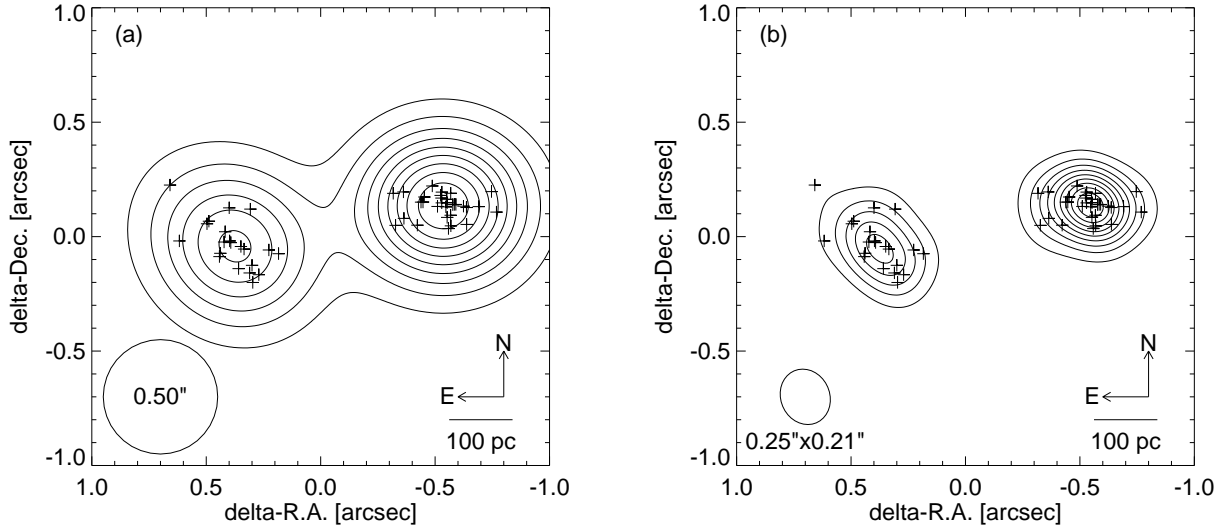 (a)
1.0
0.5
0.0
-0.5
-1.0
delta-Dec. [arcsec]
0.50"
N
E
100 pc
1.0 0.5 0.0 -0.5 -1.0
delta-R.A. [arcsec]
(b)
1.0
0.5
0.0
-0.5
-1.0
delta-Dec. [arcsec]
0.25"x0.21"
N
E
100 pc
1.0 0.5 0.0 -0.5 -1.0
delta-R.A. [arcsec]